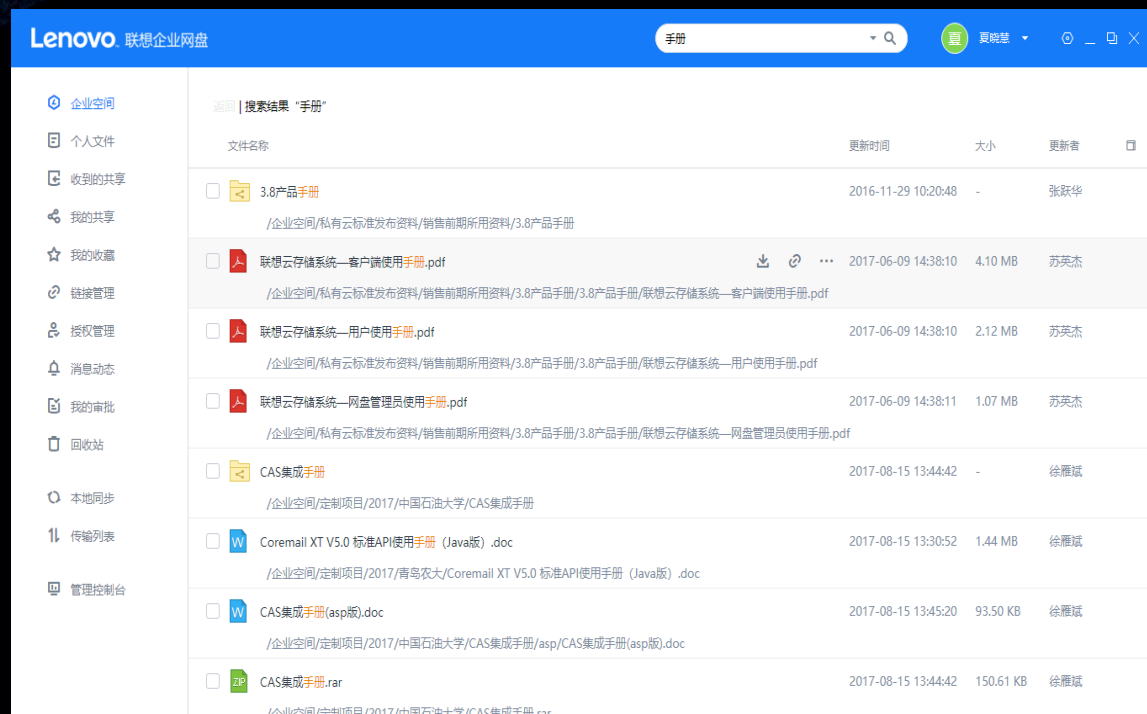 Lenovo 联想企业网盘
手册
夏 夏晓慧
企业空间
个人文件
收到的共享
我的共享
我的收藏
链接管理
授权管理
消息动态
我的审批
回收站
本地同步
传输列表
管理控制台
返回 | 搜索结果 “手册”
文件名称 更新时间 大小 更新者
3.8产品手册 2016-11-29 10:20:48 - 张跃华
/企业空间/私有云标准发布资料/销售前期所用资料/3.8产品手册
联想云存储系统—客户端使用手册.pdf 2017-06-09 14:38:10 4.10 MB 苏英杰
/企业空间/私有云标准发布资料/销售前期所用资料/3.8产品手册/3.8产品手册/联想云存储系统—客户端使用手册.pdf
联想云存储系统—用户使用手册.pdf 2017-06-09 14:38:10 2.12 MB 苏英杰
/企业空间/私有云标准发布资料/销售前期所用资料/3.8产品手册/3.8产品手册/联想云存储系统—用户使用手册.pdf
联想云存储系统—网盘管理员使用手册.pdf 2017-06-09 14:38:11 1.07 MB 苏英杰
/企业空间/私有云标准发布资料/销售前期所用资料/3.8产品手册/3.8产品手册/联想云存储系统—网盘管理员使用手册.pdf
CAS集成手册 2017-08-15 13:44:42 - 徐雁斌
/企业空间/定制项目/2017/中国石油大学/CAS集成手册
W Coremail XT V5.0 标准API使用手册（Java版）.doc 2017-08-15 13:30:52 1.44 MB 徐雁斌
/企业空间/定制项目/2017/青岛农大/Coremail XT V5.0 标准API使用手册（Java版）.doc
W CAS集成手册(asp版).doc 2017-08-15 13:45:20 93.50 KB 徐雁斌
/企业空间/定制项目/2017/中国石油大学/CAS集成手册/asp/CAS集成手册(asp版).doc
ZIP CAS集成手册.rar 2017-08-15 13:44:42 150.61 KB 徐雁斌
/企业空间/定制项目/2017/中国石油大学/CAS集成手册.rar